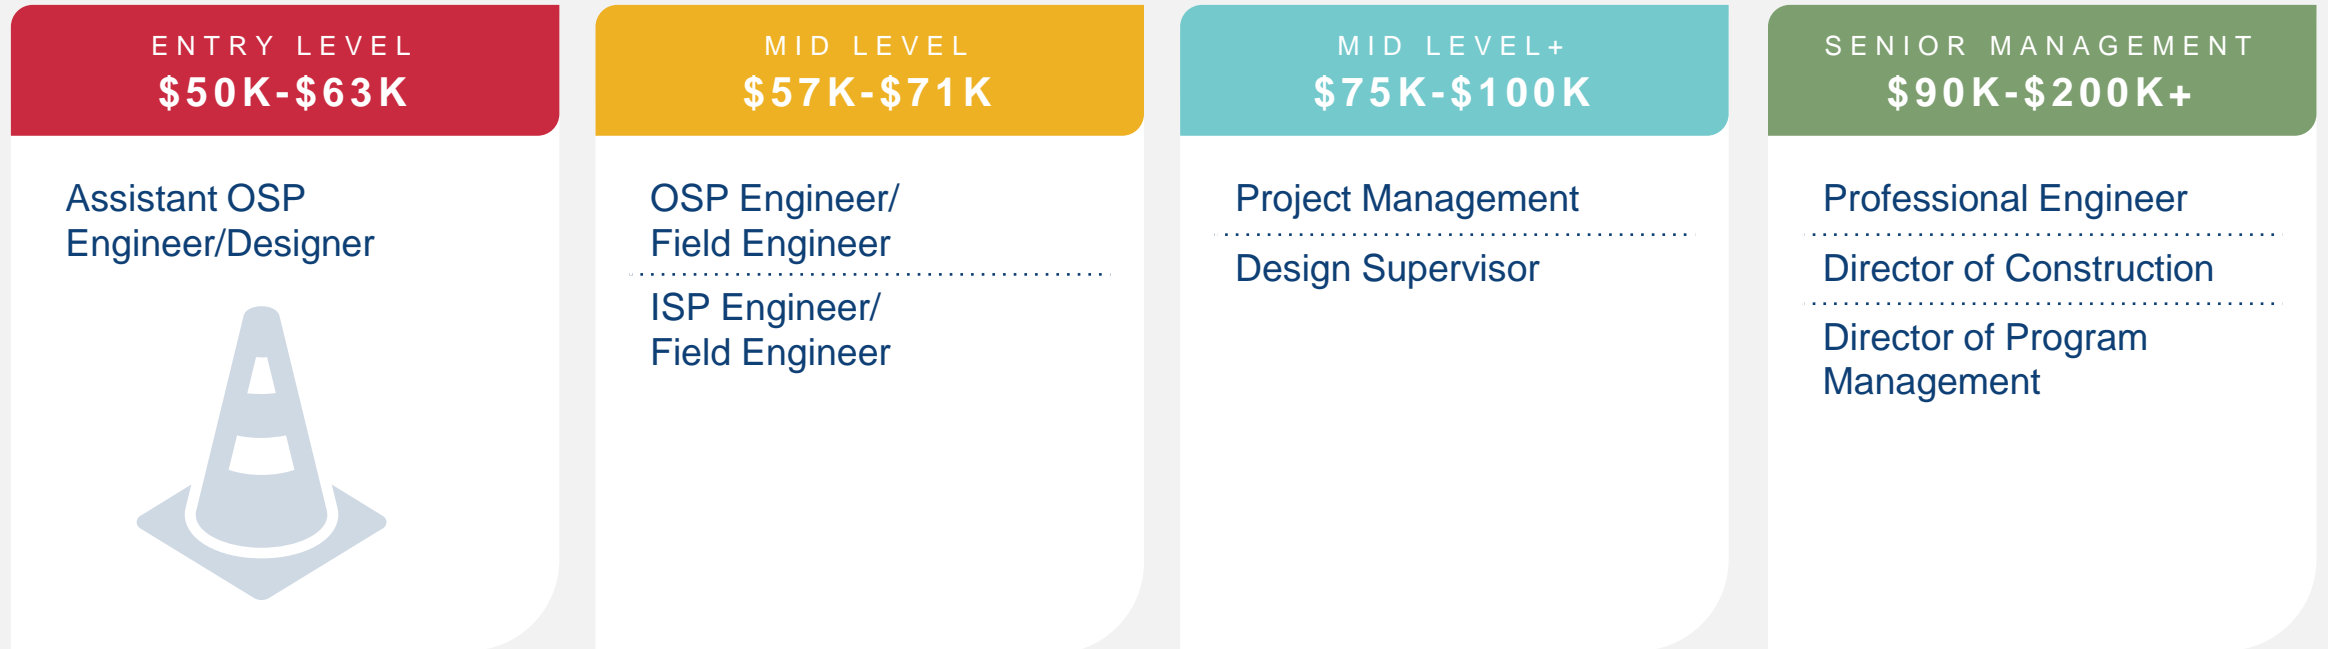 ENTRY LEVEL
$50K-$63K
Assistant OSP
Engineer/Designer
MID LEVEL
$57K-$71K
OSP Engineer/
Field Engineer
ISP Engineer/
Field Engineer
MID LEVEL+
$75K-$100K
Project Management
Design Supervisor
SENIOR MANAGEMENT
$90K-$200K+
Professional Engineer
Director of Construction
Director of Program
Management